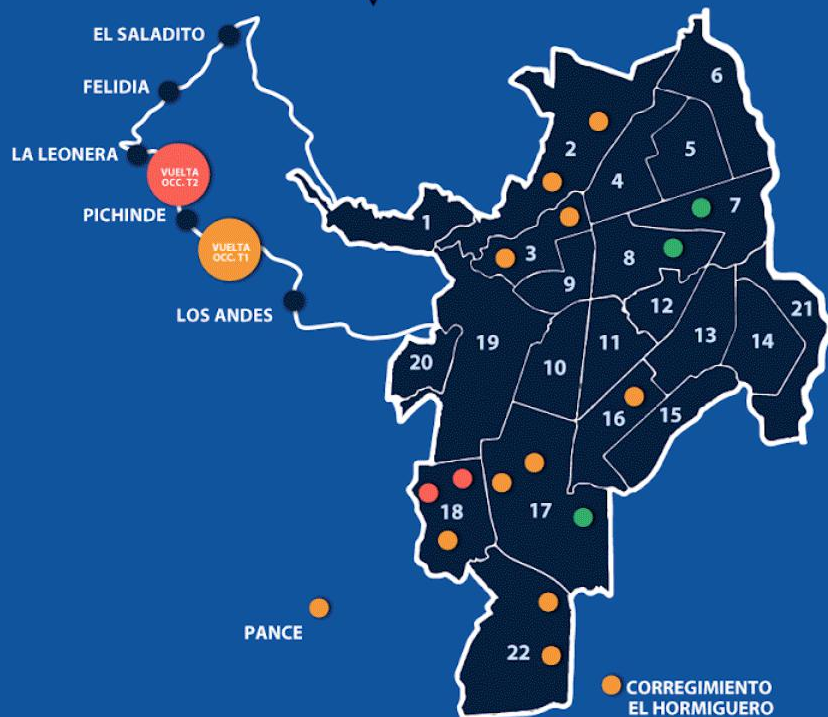 EL SALADITO
FELIDIA
LA LEONERA
VUELTA
OCC. T2
PICHINDE
VUELTA
OCC. T1
LOS ANDES
1
2
3
4
5
6
7
8
9
10
11
12
13
14
15
16
17
18
19
20
21
22
PANCE
CORREGIMIENTO
EL HORMIGUERO